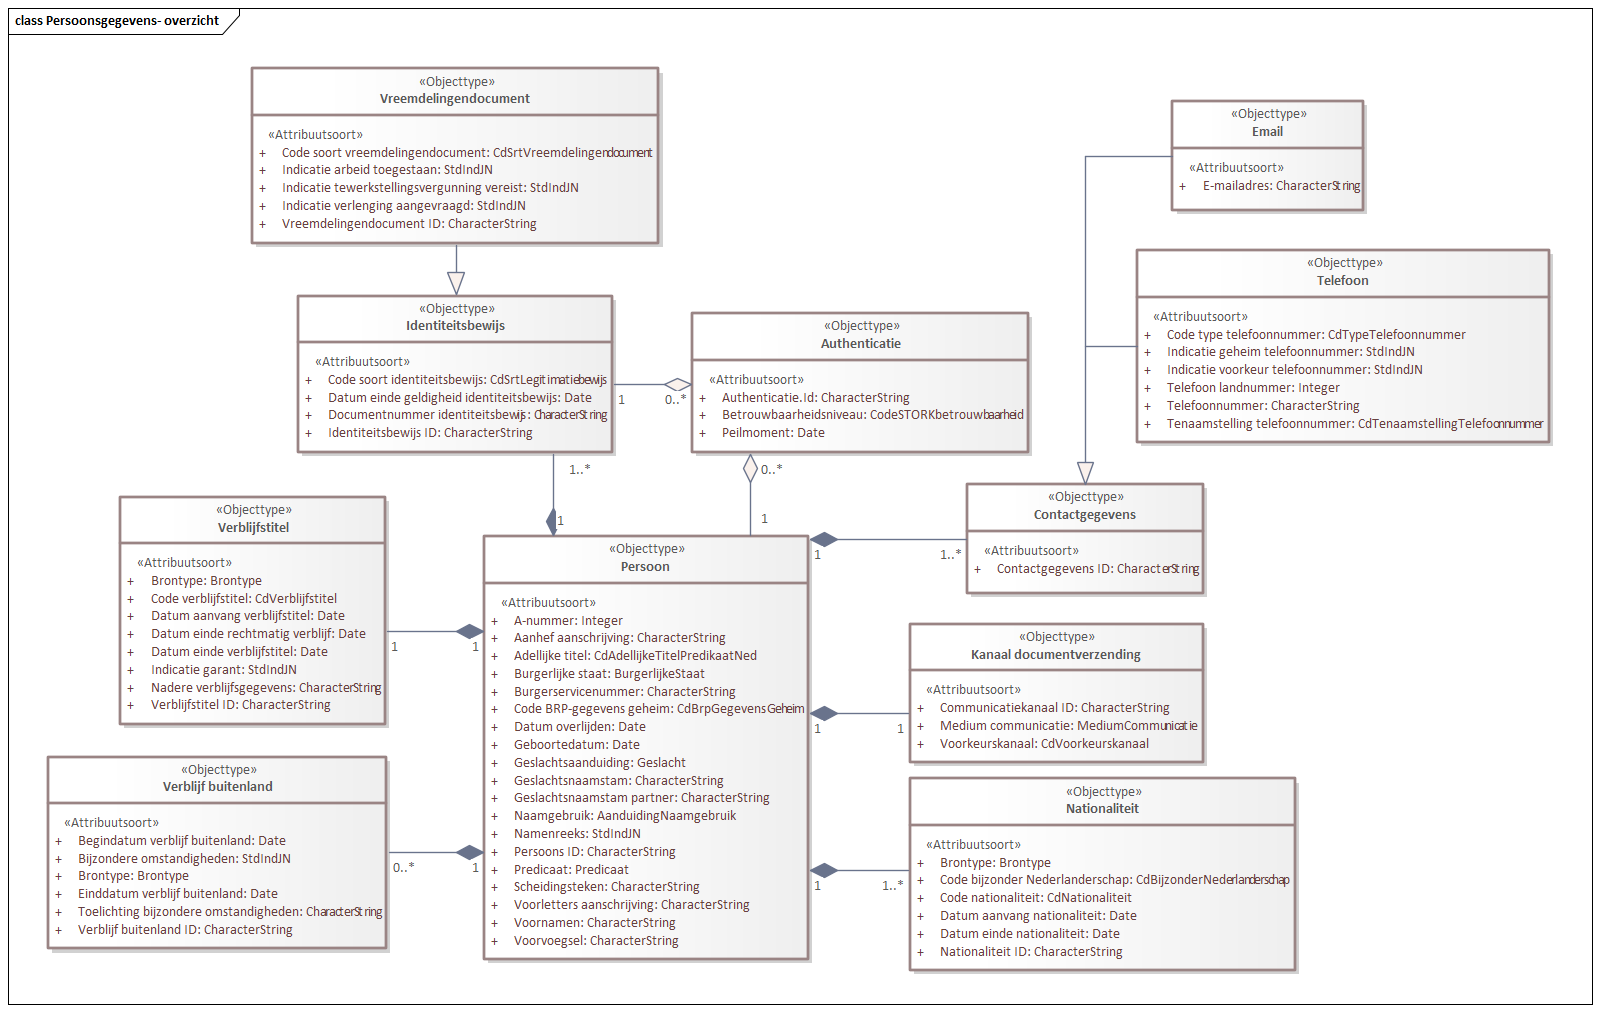 class Persoonsgegevens- overzicht
«Objecttype»
Vreemdelingendocument
«Attribuutsoort»
+ Code soort vreemdelingendocument: CdSrtVreemdelingendocument
+ Indicatie arbeid toegestaan: StdIndJN
+ Indicatie tewerkstellingsvergunning vereist: StdIndJN
+ Indicatie verlenging aangevraagd: StdIndJN
+ Vreemdelingendocument ID: CharacterString
«Objecttype»
Email
«Attribuutsoort»
+ E-mailadres: CharacterString
«Objecttype»
Telefoon
«Attribuutsoort»
+ Code type telefoonnummer: CdTypeTelefoonnummer
+ Indicatie geheim telefoonnummer: StdIndJN
+ Indicatie voorkeur telefoonnummer: StdIndJN
+ Telefoon landnummer: Integer
+ Telefoonnummer: CharacterString
+ Tenaamstelling telefoonnummer: CdTenaamstellingTelefoonnummer
«Objecttype»
Identiteitsbewijs
«Attribuutsoort»
+ Code soort identiteitsbewijs: CdSrtLegitimatiebewijs
+ Datum einde geldigheid identiteitsbewijs: Date
+ Documentnummer identiteitsbewijs: CharacterString
+ Identiteitsbewijs ID: CharacterString
1
0..*
«Objecttype»
Authenticatie
«Attribuutsoort»
+ Authenticatie.Id: CharacterString
+ Betrouwbaarheidsniveau: CodeSTORKbetrouwbaarheid
+ Peilmoment: Date
1..*
1
0..*
1
«Objecttype»
Contactgegevens
«Attribuutsoort»
+ Contactgegevens ID: CharacterString
1
1..*
«Objecttype»
Verblijfstitel
«Attribuutsoort»
+ Brontype: Brontype
+ Code verblijfstitel: CdVerblijfstitel
+ Datum aanvang verblijfstitel: Date
+ Datum einde rechtmatig verblijf: Date
+ Datum einde verblijfstitel: Date
+ Indicatie garant: StdIndJN
+ Nadere verblijfsgegevens: CharacterString
+ Verblijfstitel ID: CharacterString
1
1
«Objecttype»
Persoon
«Attribuutsoort»
+ A-nummer: Integer
+ Aanhef aanschrijving: CharacterString
+ Adellijke titel: CdAdellijkeTitelPredikaatNed
+ Burgerlijke staat: BurgerlijkeStaat
+ Burgerservicenummer: CharacterString
+ Code BRP-gegevens geheim: CdBrpGegevensGeheim
+ Datum overlijden: Date
+ Geboortedatum: Date
+ Geslachtsaanduiding: Geslacht
+ Geslachtsnaamstam: CharacterString
+ Geslachtsnaamstam partner: CharacterString
+ Naamgebruik: AanduidingNaamgebruik
+ Namenreeks: StdIndJN
+ Persoons ID: CharacterString
+ Predicaat: Predicaat
+ Scheidingsteken: CharacterString
+ Voorletters aanschrijving: CharacterString
+ Voornamen: CharacterString
+ Voorvoegsel: CharacterString
«Objecttype»
Kanaal documentverzending
«Attribuutsoort»
+ Communicatiekanaal ID: CharacterString
+ Medium communicatie: MediumCommunicatie
+ Voorkeurskanaal: CdVoorkeurskanaal
1
1
«Objecttype»
Verblijf buitenland
«Attribuutsoort»
+ Begindatum verblijf buitenland: Date
+ Bijzondere omstandigheden: StdIndJN
+ Brontype: Brontype
+ Einddatum verblijf buitenland: Date
+ Toelichting bijzondere omstandigheden: CharacterString
+ Verblijf buitenland ID: CharacterString
0..*
1
«Objecttype»
Nationaliteit
«Attribuutsoort»
+ Brontype: Brontype
+ Code bijzonder Nederlanderschap: CdBijzonderNederlanderschap
+ Code nationaliteit: CdNationaliteit
+ Datum aanvang nationaliteit: Date
+ Datum einde nationaliteit: Date
+ Nationaliteit ID: CharacterString
1
1..*